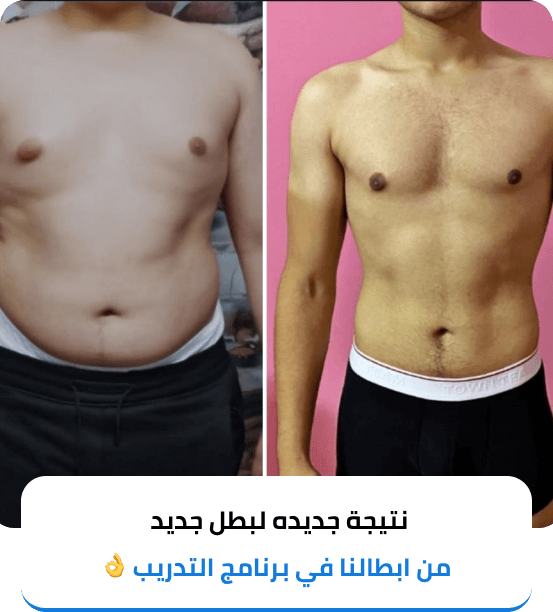 نتيجة جديده لبطل جديد
من ابطالنا في برنامج التدريب 👌